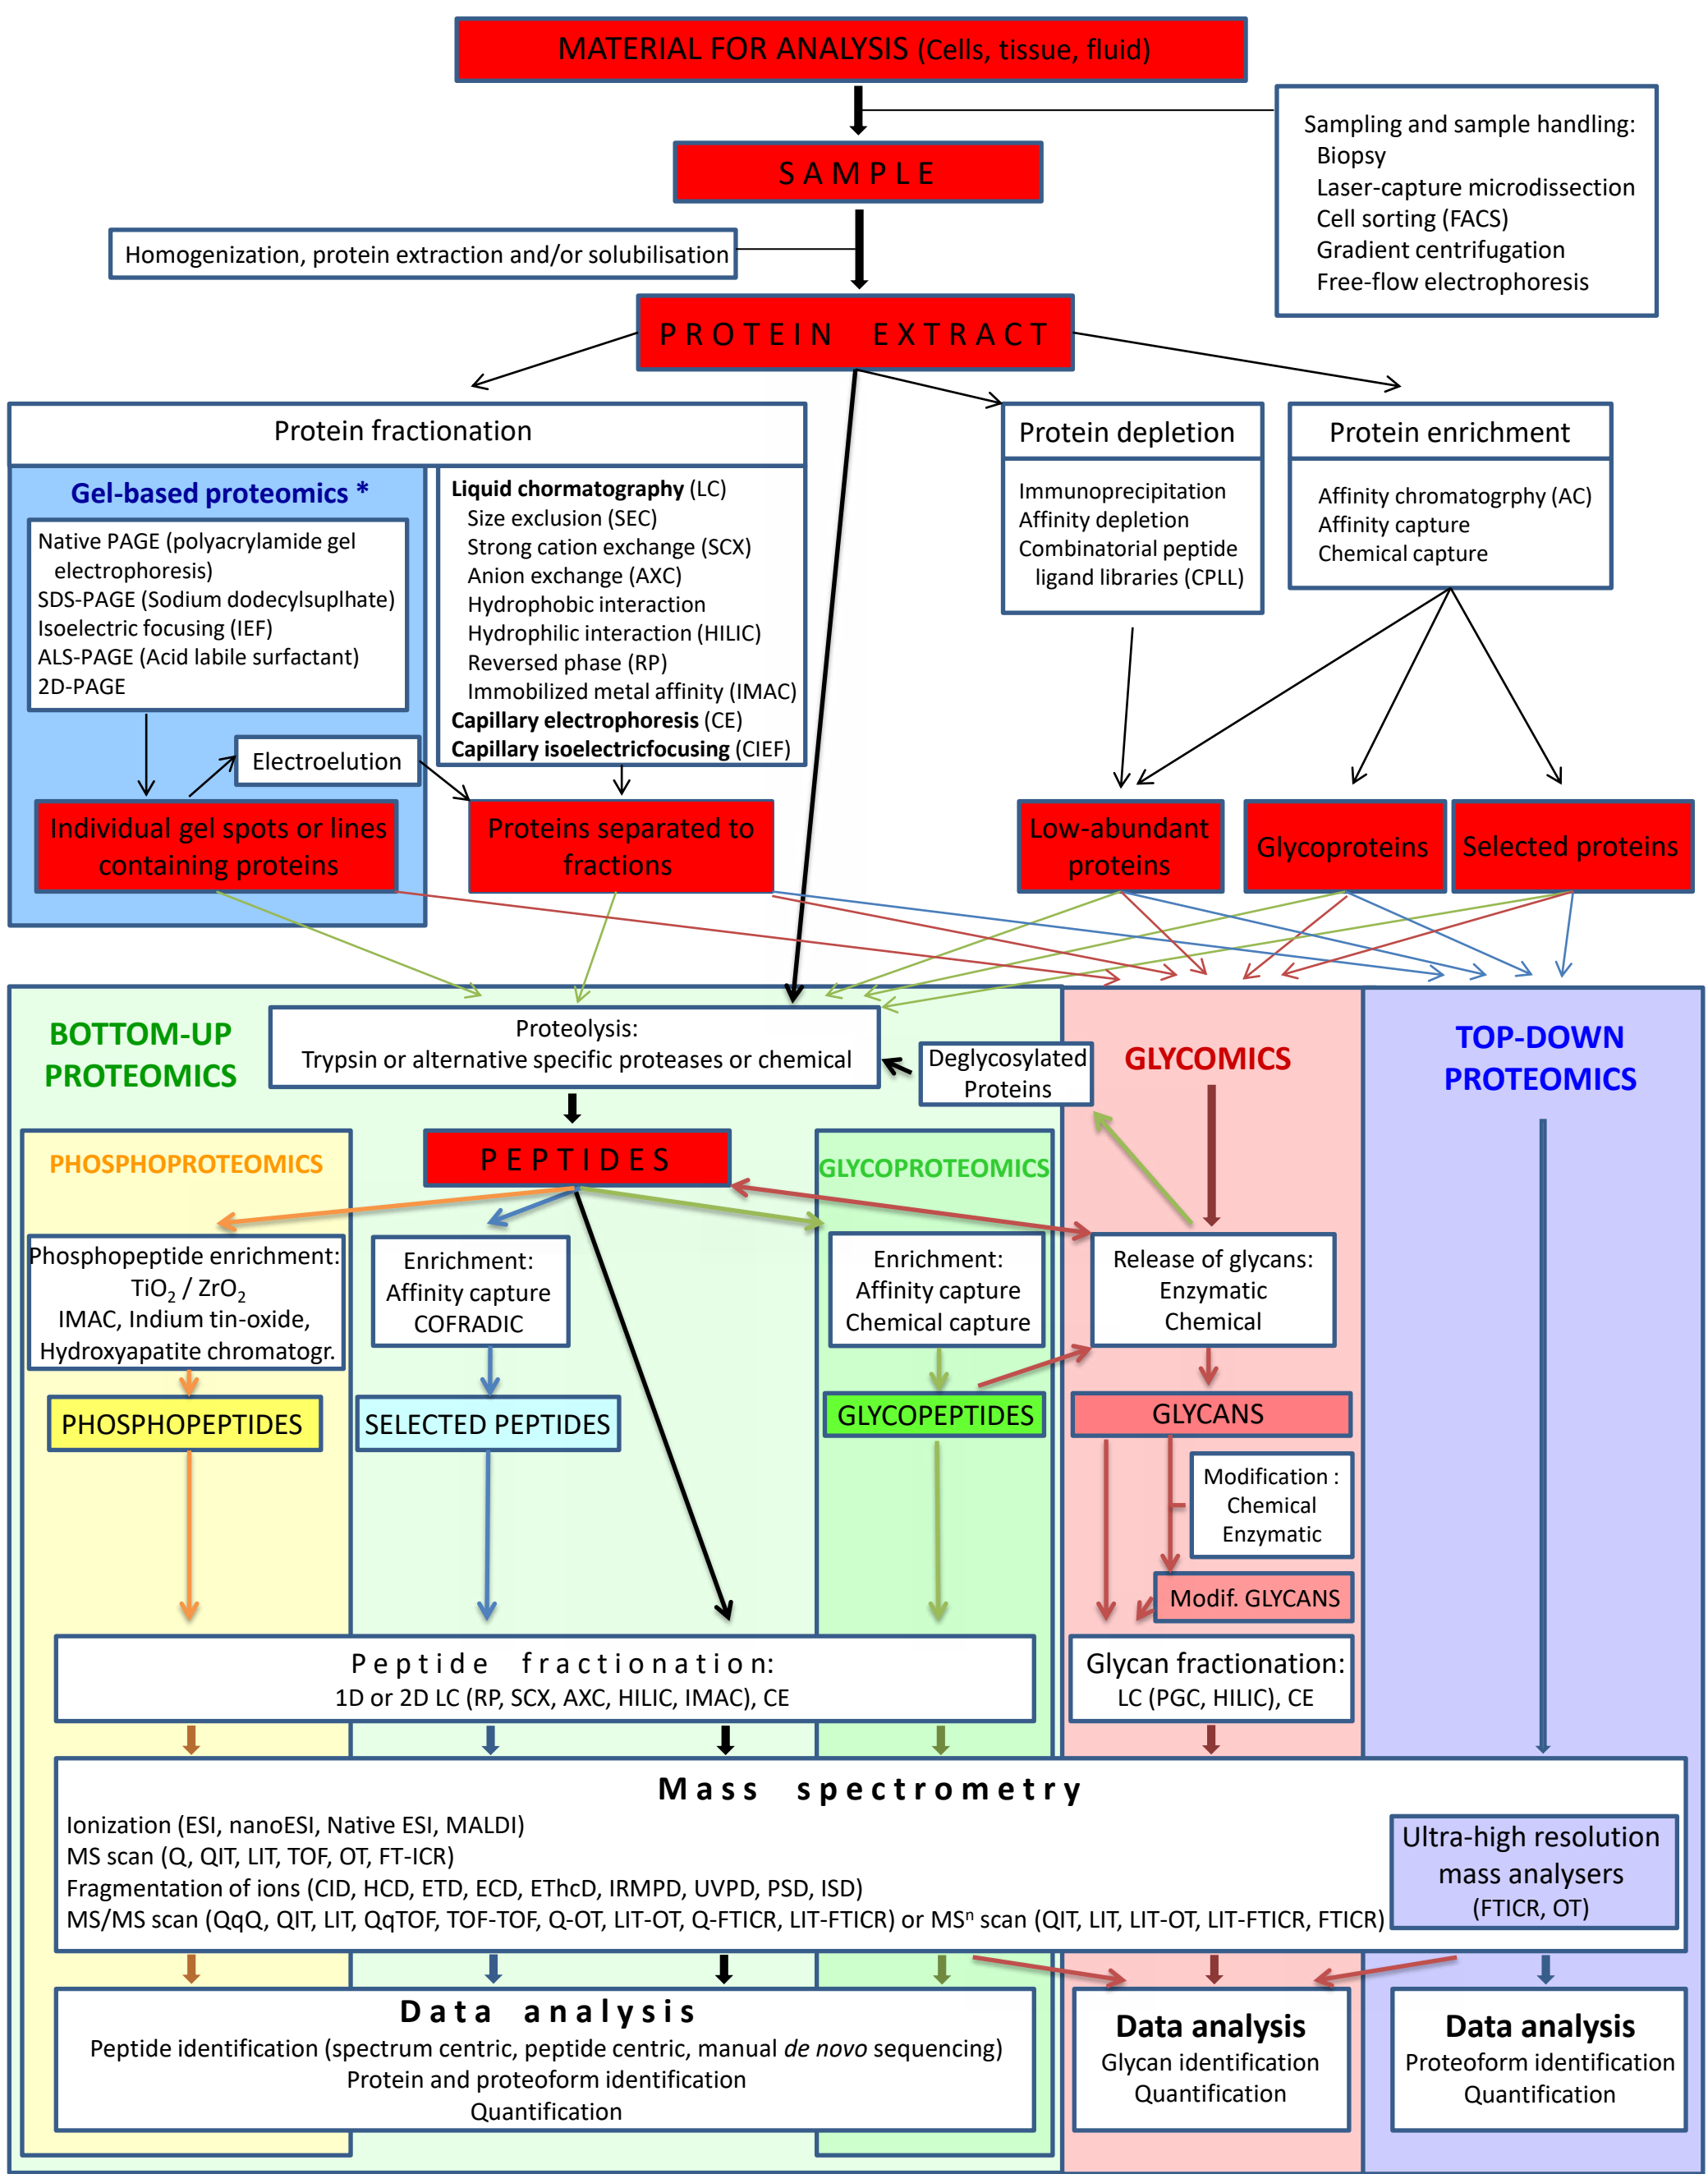 MATERIAL FOR ANALYSIS (Cells, tissue, fluid)
Sampling and sample handling:
Biopsy
Laser-capture microdissection
Cell sorting (FACS)
Gradient centrifugation
Free-flow electrophoresis
SAMPLE
Homogenization, protein extraction and/or solubilisation
PROTEIN EXTRACT
Protein fractionation
Gel-based proteomics *
Native PAGE (polyacrylamide gel
electrophoresis)
SDS-PAGE (Sodium dodecylsuplhate)
Isoelectric focusing (IEF)
ALS-PAGE (Acid labile surfactant)
2D-PAGE
Liquid chormatography (LC)
Size exclusion (SEC)
Strong cation exchange (SCX)
Anion exchange (AXC)
Hydrophobic interaction
Hydrophilic interaction (HILIC)
Reversed phase (RP)
Immobilized metal affinity (IMAC)
Capillary electrophoresis (CE)
Capillary isoelectricfocusing (CIEF)
Protein depletion
Immunoprecipitation
Affinity depletion
Combinatorial peptide
ligand libraries (CPLL)
Protein enrichment
Affinity chromatogrphy (AC)
Affinity capture
Chemical capture
Electroelution
Individual gel spots or lines
containing proteins
Proteins separated to
fractions
Low-abundant
proteins
Glycoproteins
Selected proteins
BOTTOM-UP
PROTEOMICS
Proteolysis:
Trypsin or alternative specific proteases or chemical
Deglycosylated
Proteins
GLYCOMICS
TOP-DOWN
PROTEOMICS
PHOSPHOPROTEOMICS
PEPTIDES
GLYCOPROTEOMICS
Phosphopeptide enrichment:
TiO₂ / ZrO₂
IMAC, Indium tin-oxide,
Hydroxyapatite chromatogr.
Enrichment:
Affinity capture
COFRADIC
Enrichment:
Affinity capture
Chemical capture
Release of glycans:
Enzymatic
Chemical
PHOSPHOPEPTIDES
SELECTED PEPTIDES
GLYCOPEPTIDES
GLYCANS
Modification :
Chemical
Enzymatic
Modif. GLYCANS
Peptide fractionation:
1D or 2D LC (RP, SCX, AXC, HILIC, IMAC), CE
Glycan fractionation:
LC (PGC, HILIC), CE
Mass spectrometry
Ionization (ESI, nanoESI, Native ESI, MALDI)
MS scan (Q, QIT, LIT, TOF, OT, FT-ICR)
Fragmentation of ions (CID, HCD, ETD, ECD, EThcD, IRMPD, UVPD, PSD, ISD)
MS/MS scan (QqQ, QIT, LIT, QqTOF, TOF-TOF, Q-OT, LIT-OT, Q-FTICR, LIT-FTICR) or MSⁿ scan (QIT, LIT, LIT-OT, LIT-FTICR, FTICR)
Ultra-high resolution
mass analysers
(FTICR, OT)
Data analysis
Peptide identification (spectrum centric, peptide centric, manual de novo sequencing)
Protein and proteoform identification
Quantification
Data analysis
Glycan identification
Quantification
Data analysis
Proteoform identification
Quantification